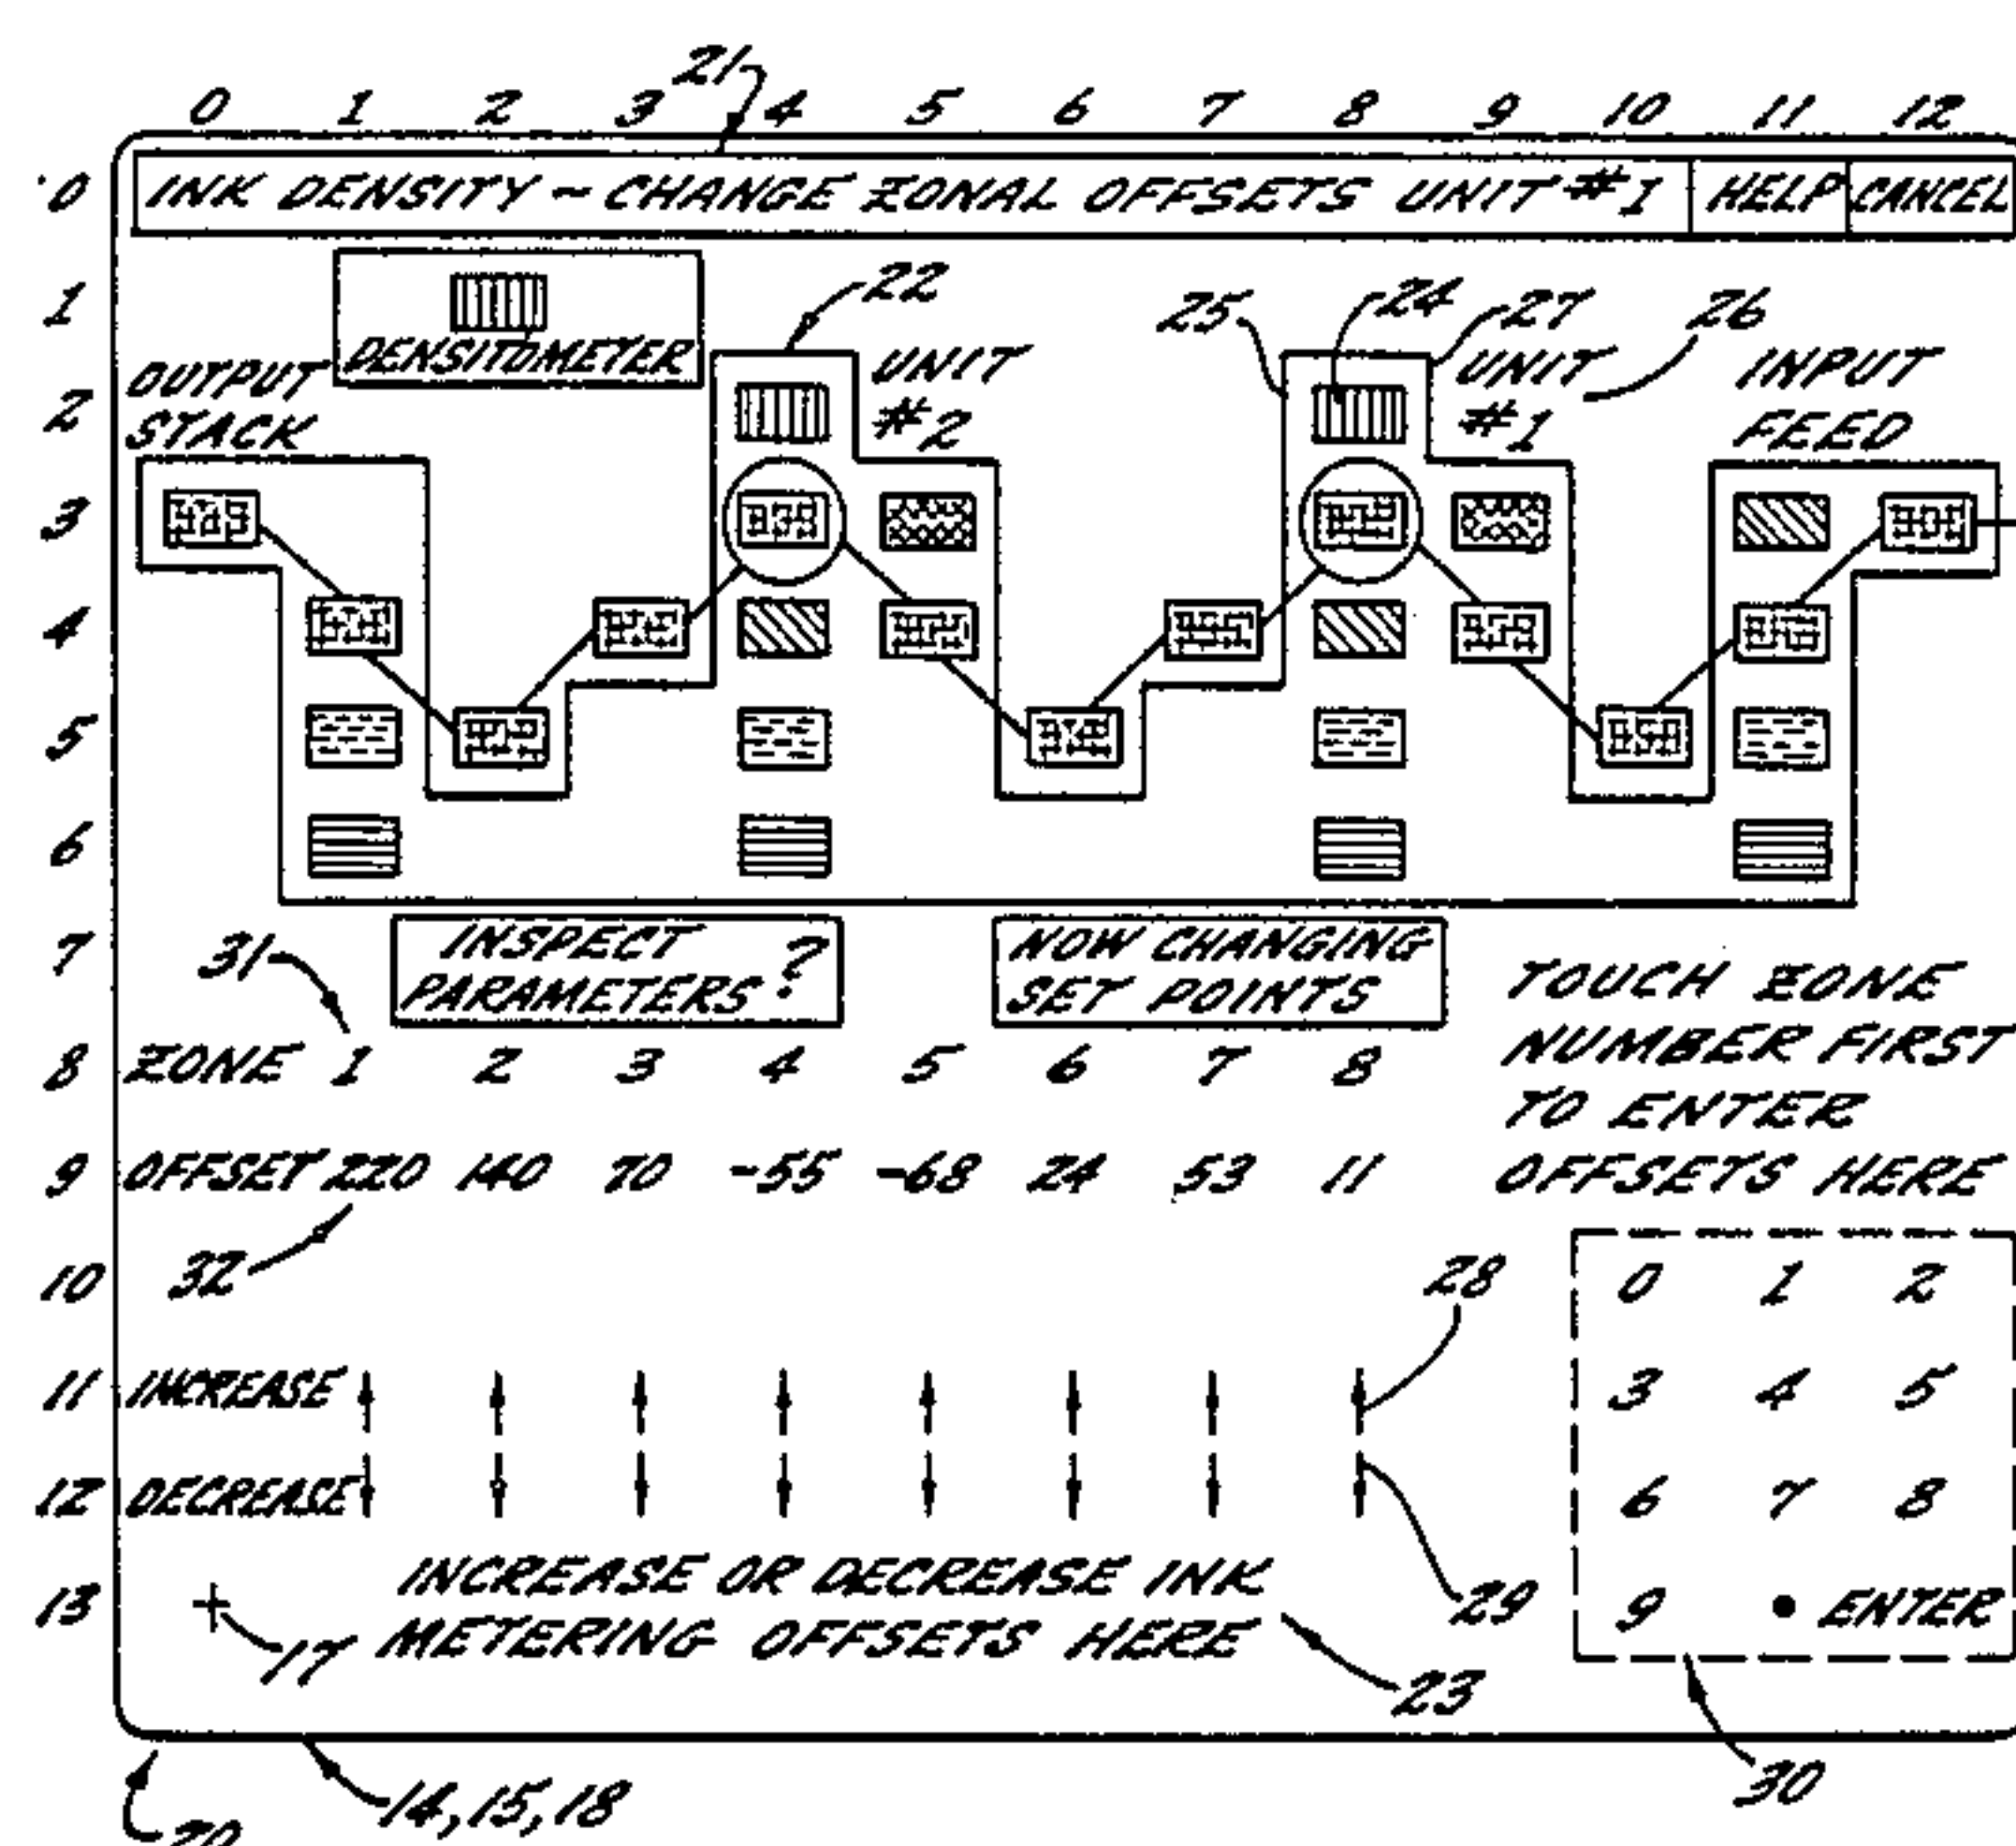 21
0 1 2 3 4 5 6 7 8 9 10 11 12
0 INK DENSITY ~ CHANGE ZONAL OFFSETS UNIT #1 HELP CANCEL
1
22
25
24
27
26
DENSITOMETER
2
OUTPUT
STACK
UNIT
#2
UNIT
#1
INPUT
FEED
3
4
5
6
7
31
INSPECT
PARAMETERS ?
NOW CHANGING
SET POINTS
TOUCH ZONE
NUMBER FIRST
TO ENTER
OFFSETS HERE
8 ZONE 1 2 3 4 5 6 7 8
9 OFFSET 220 140 70 -55 -68 24 53 11
10
32
28
0 1 2
11 INCREASE
3 4 5
12 DECREASE
6 7 8
13
INCREASE OR DECREASE INK
METERING OFFSETS HERE
17
29
23
9 • ENTER
30
14, 15, 18
20